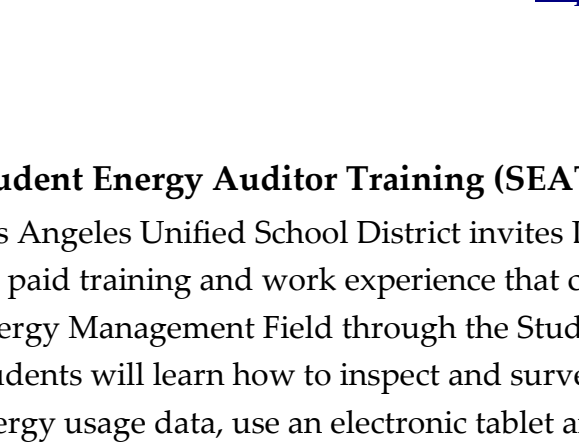 udent Energy Auditor Training (SEAT
s Angeles Unified School District invites
paid training and work experience that
ergy Management Field through the Stud
udents will learn how to inspect and surve
ergy usage data, use an electronic tablet a